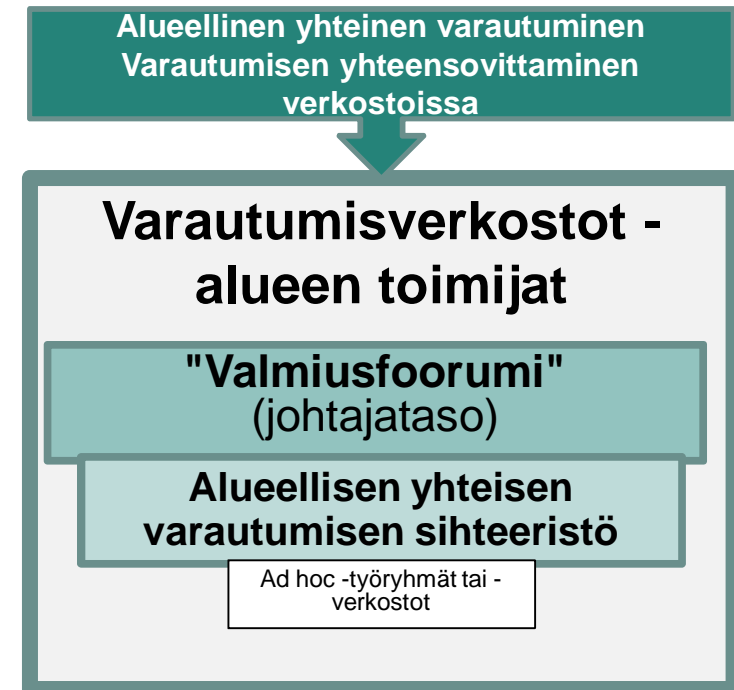 Alueellinen yhteinen varautuminen
Varautumisen yhteensovittaminen
verkostoissa
Varautumisverkostot -
alueen toimijat
"Valmiusfoorumi"
(johtajataso)
Alueellisen yhteisen
varautumisen sihteeristö
Ad hoc -työryhmät tai -
verkostot